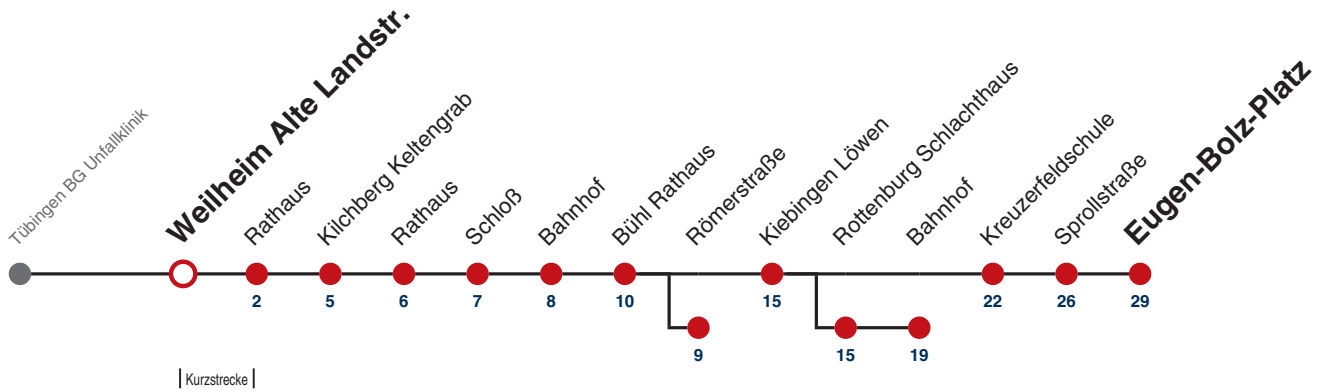 Tübingen BG Unfallklinik
Weilheim Alte Landstr.
Rathaus
Kilchberg Keltengrab
Rathaus
Schloß
Bahnhof
Bühl Rathaus
Römerstraße
Kiebingen Löwen
Rottenburg Schlachthaus
Bahnhof
Kreuzerfeldschule
Sprollstraße
Eugen-Bolz-Platz
2 5 6 7 8 10 15 22 26 29
9 15 19
Kurzstrecke